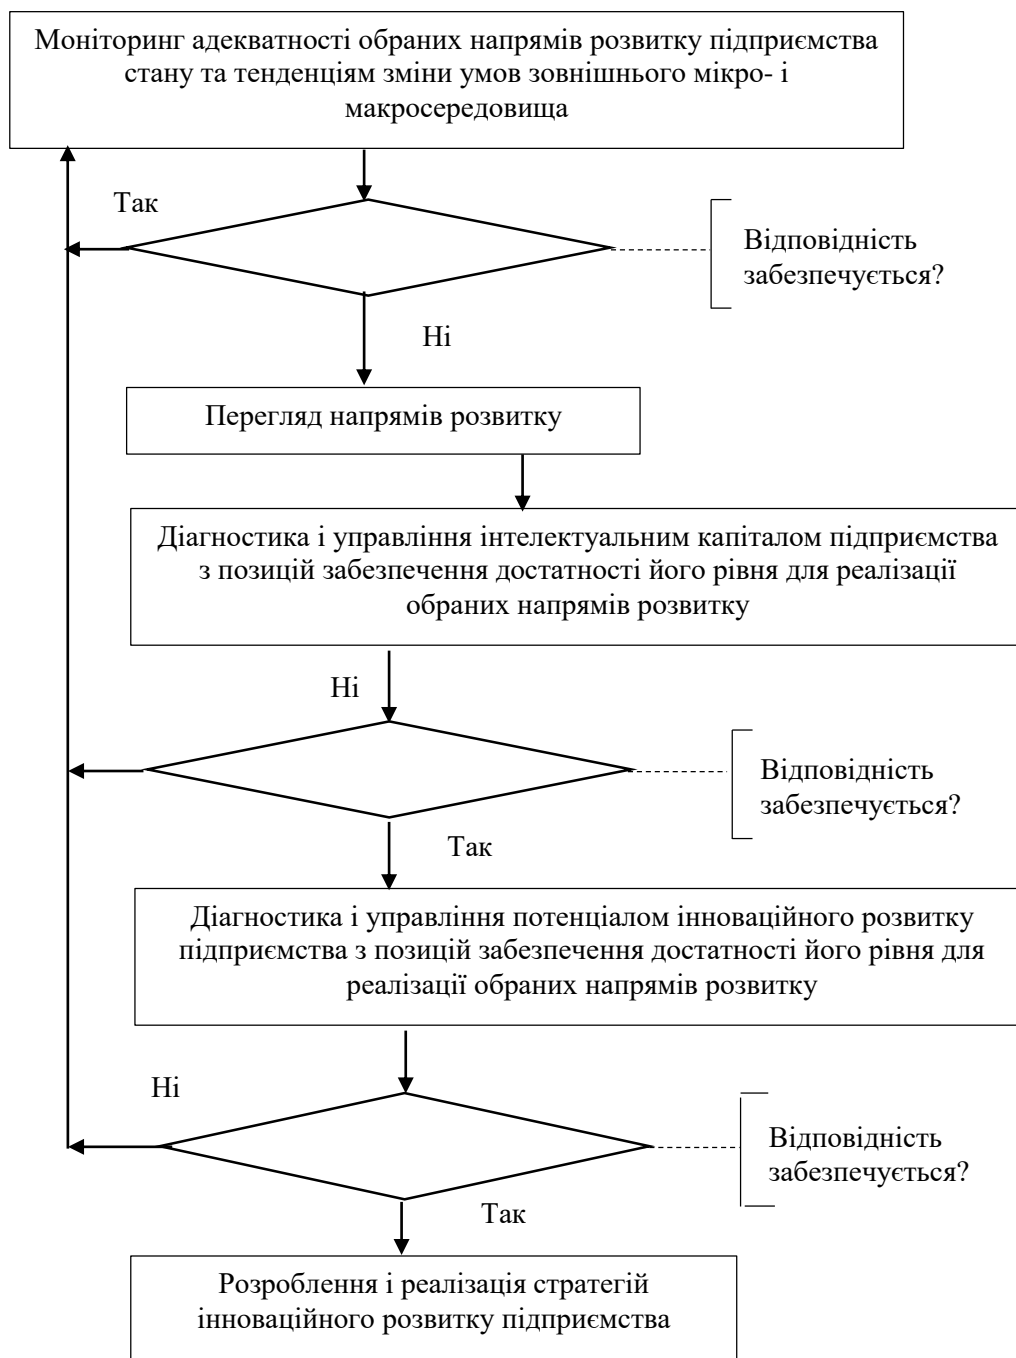 Моніторинг адекватності обраних напрямів розвитку підприємства
стану та тенденціям зміни умов зовнішнього мікро- і
макросередовища
Так
Відповідність
забезпечується?
Ні
Перегляд напрямів розвитку
Діагностика і управління інтелектуальним капіталом підприємства
з позицій забезпечення достатності його рівня для реалізації
обраних напрямів розвитку
Ні
Відповідність
забезпечується?
Так
Діагностика і управління потенціалом інноваційного розвитку
підприємства з позицій забезпечення достатності його рівня для
реалізації обраних напрямів розвитку
Ні
Відповідність
забезпечується?
Так
Розроблення і реалізація стратегій
інноваційного розвитку підприємства